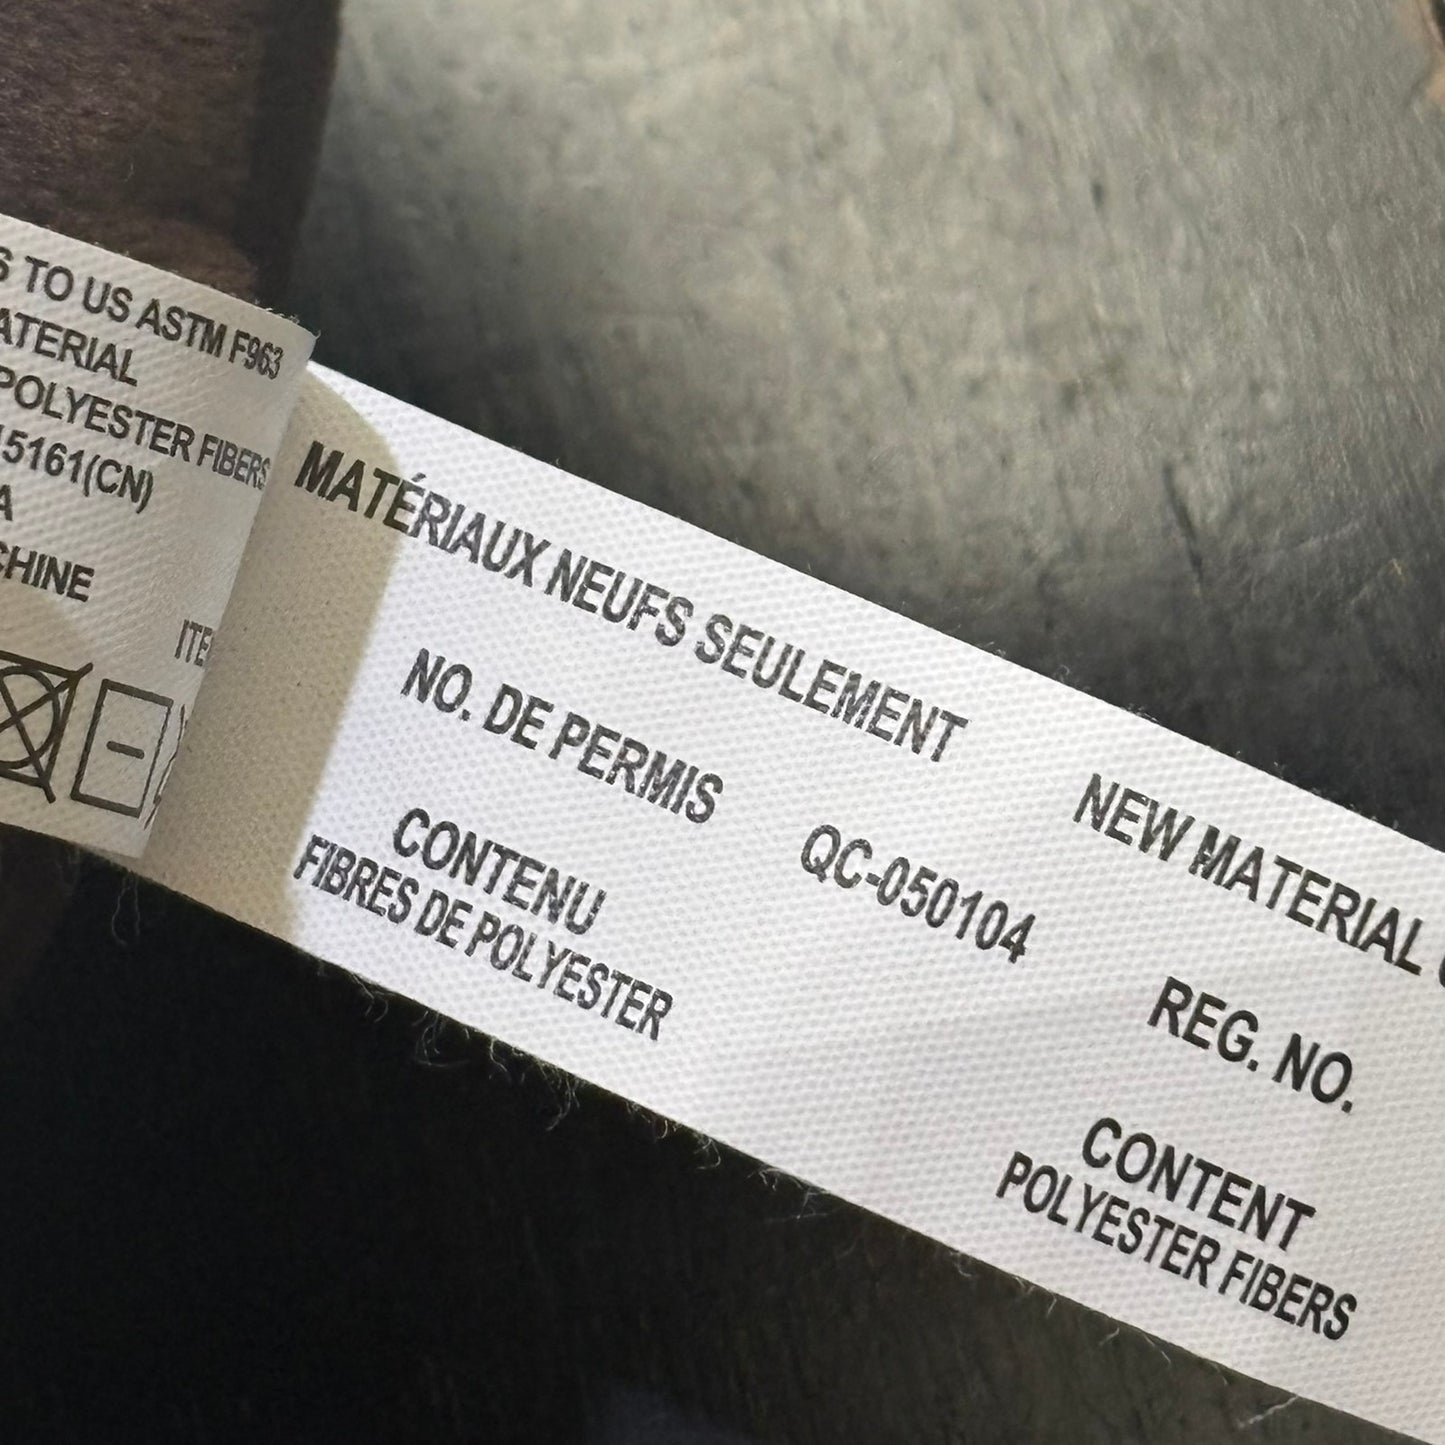 S TO US ASTM F963
ATERIAL
POLYESTER FIBERS
15161(CN)
A
CHINE
ITE
MATÉRIAUX NEUFS SEULEMENT
NO. DE PERMIS
QC-050104
CONTENU
FIBRES DE POLYESTER
NEW MATERIAL
REG. NO.
CONTENT
POLYESTER FIBERS